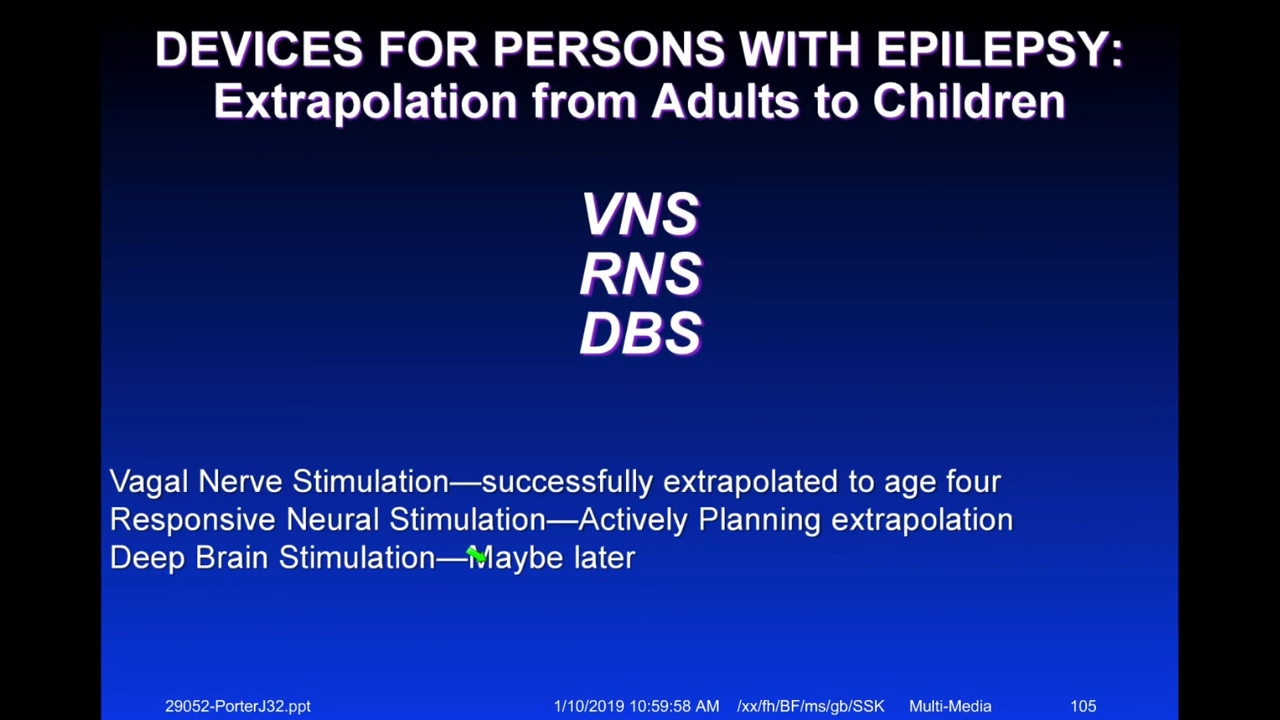 DEVICES FOR PERSONS WITH EPILEPSY:
Extrapolation from Adults to Children
VNS
RNS
DBS
Vagal Nerve Stimulation—successfully extrapolated to age four
Responsive Neural Stimulation—Actively Planning extrapolation
Deep Brain Stimulation—Maybe later
29052-PorterJ32.ppt 1/10/2019 10:59:58 AM /xx/fh/BF/ms/gb/SSK Multi-Media 105